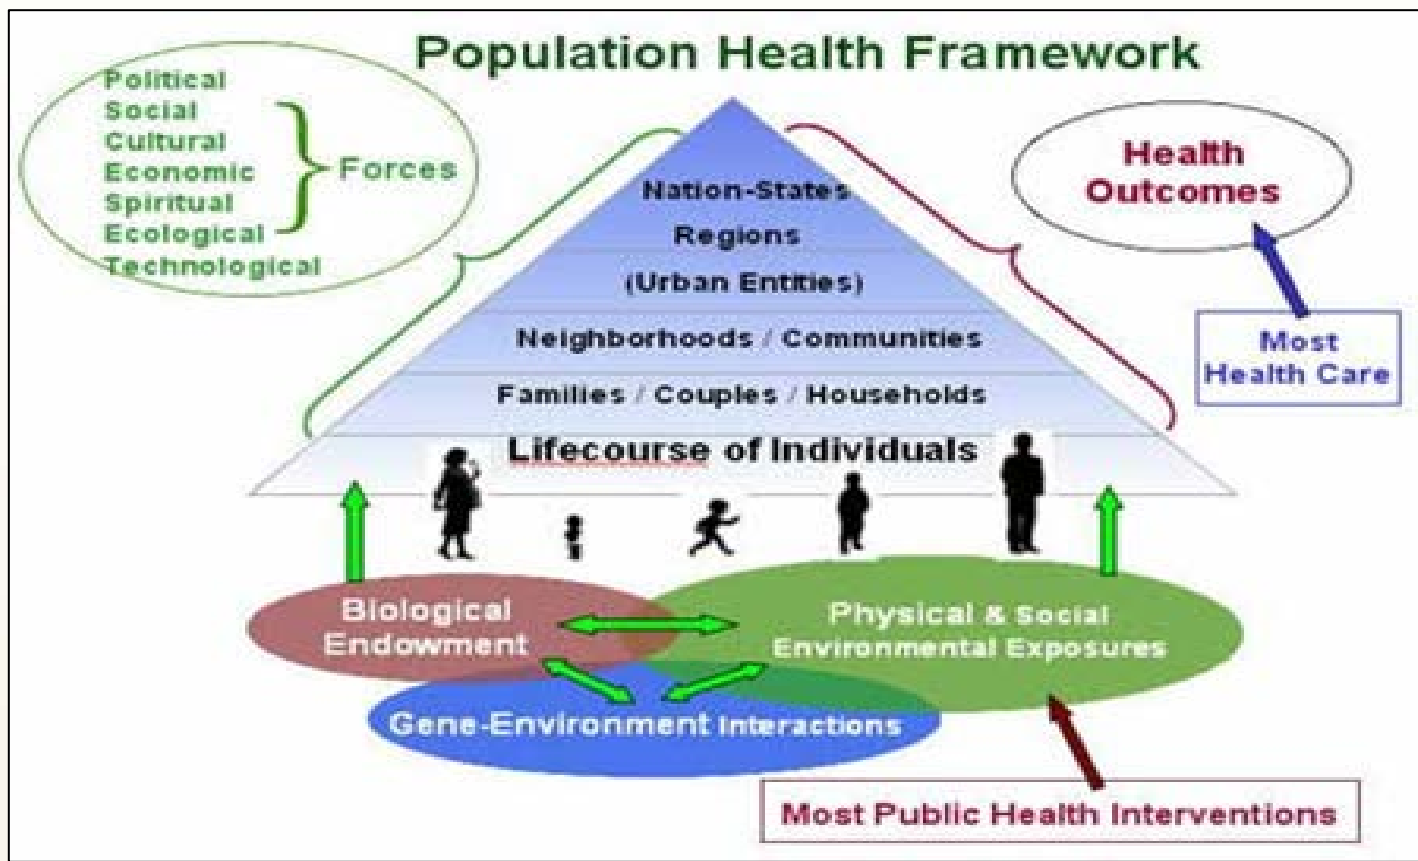 Population Health Framework
Political
Social
Cultural
Economic
Spiritual
Ecological
Technological
Forces
Health
Outcomes
Most
Health Care
Nation-States
Regions
(Urban Entities)
Neighborhoods / Communities
Families / Couples / Households
Lifecourse of Individuals
Biological
Endowment
Physical & Social
Environmental Exposures
Gene-Environment Interactions
Most Public Health Interventions